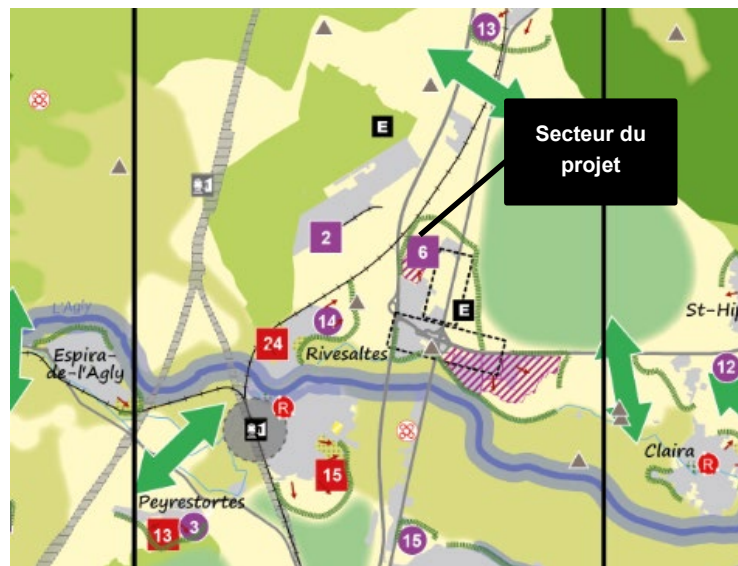 13
Secteur du
projet
E
2
6
E
L'Agly
14
24
Rivesaltes
St-Hip
Espira-
de-l'Agly
12
R
Claira
R
15
Peyrestortes
13
3
15